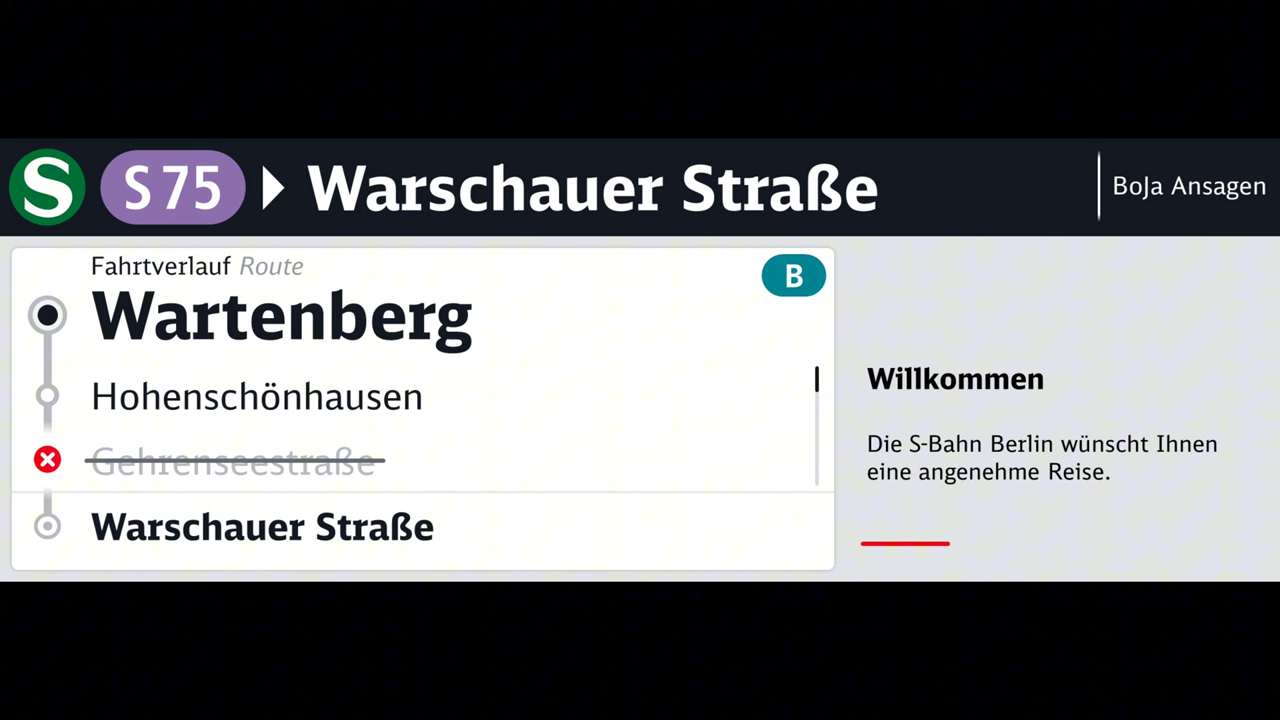 S S 75 Warschauer Straße BoJa Ansagen
Fahrtverlauf Route B
Wartenberg
Hohenschönhausen
Gehrenseestraße
Warschauer Straße
Willkommen
Die S-Bahn Berlin wünscht Ihnen
eine angenehme Reise.